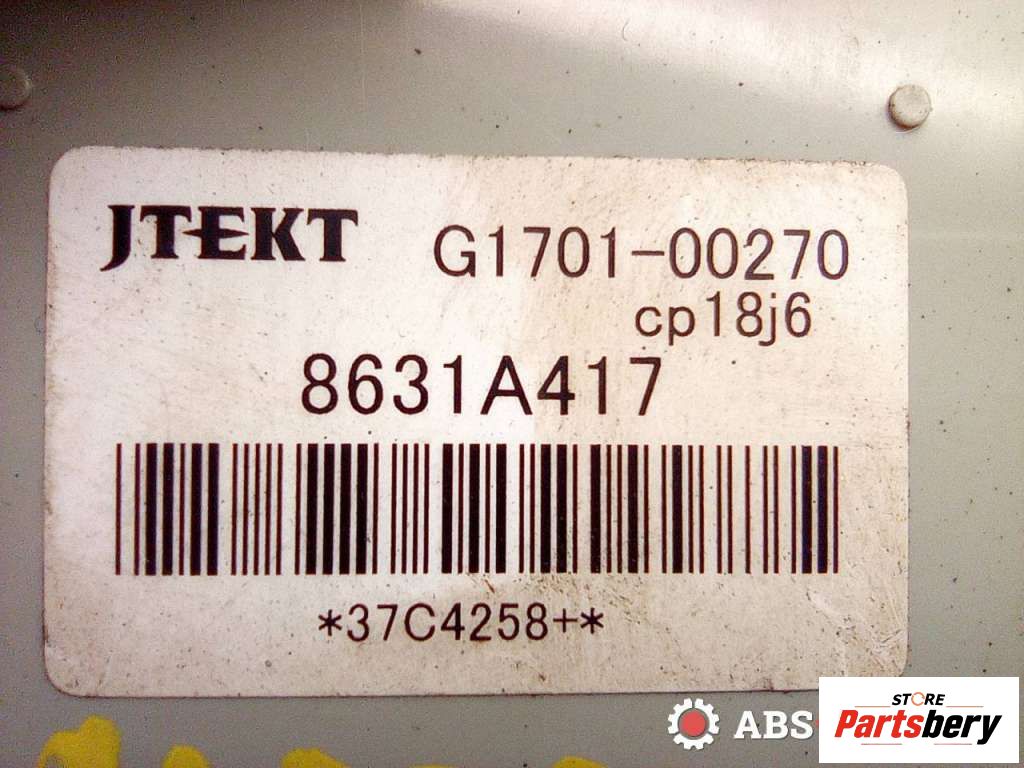 JTEKT G1701-00270
cp18j6
8631A417
*37C4258+*
ABS
STORE
Partsbery